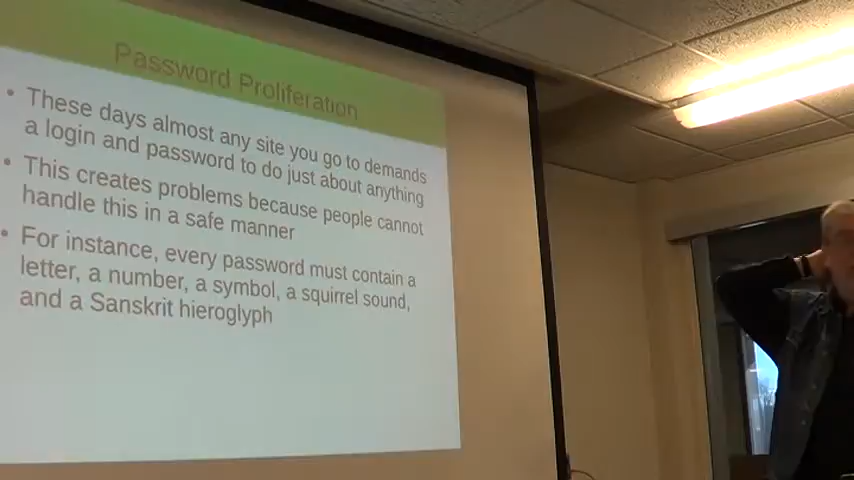 Password Proliferation
• These days almost any site you go to demands
a login and password to do just about anything
• This creates problems because people cannot
handle this in a safe manner
• For instance, every password must contain a
letter, a number, a symbol, a squirrel sound,
and a Sanskrit hieroglyph